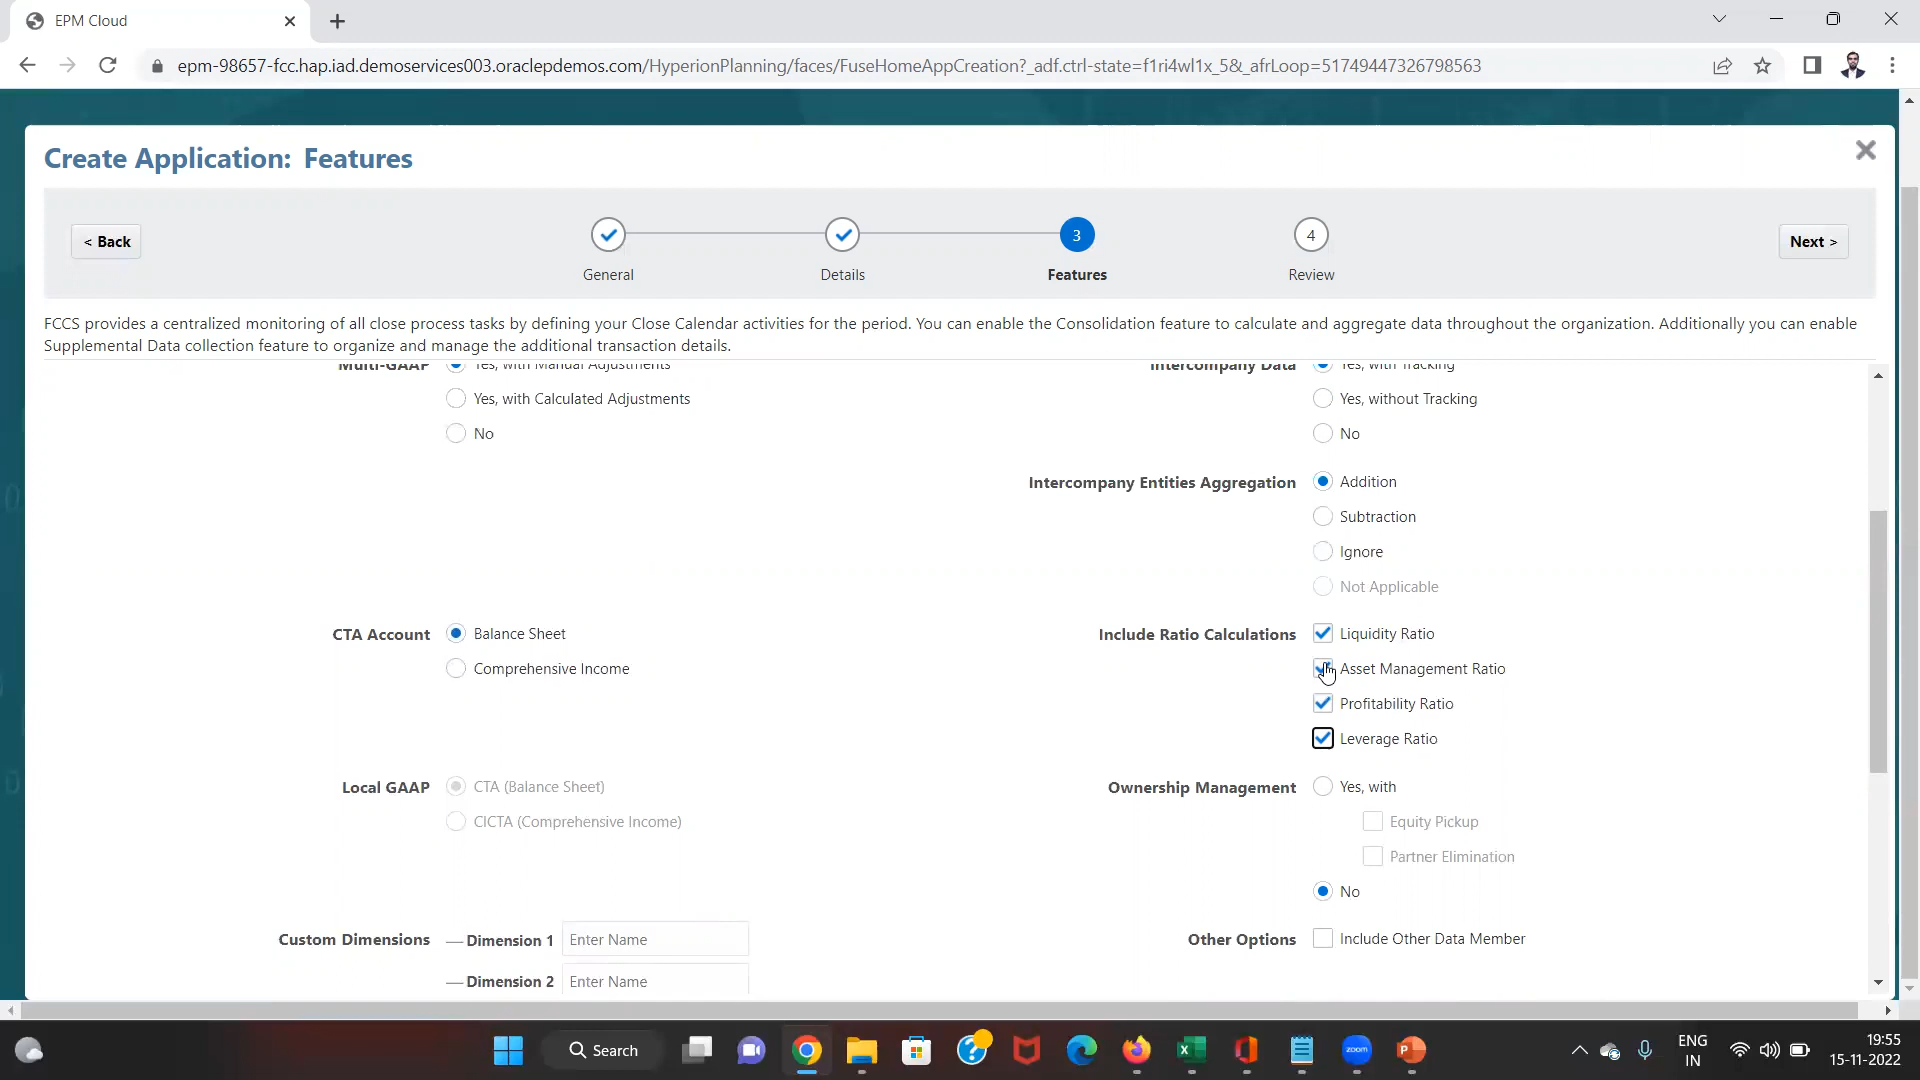 EPM Cloud
epm-98657-fcc.hap.iad.demoservices003.oraclepdemos.com/HyperionPlanning/faces/FuseHomeAppCreation?_adf.ctrl-state=f1ri4wl1x_5&_afrLoop=51749447326798563
Create Application: Features
< Back
3
4
Next >
General
Details
Features
Review
FCCS provides a centralized monitoring of all close process tasks by defining your Close Calendar activities for the period. You can enable the Consolidation feature to calculate and aggregate data throughout the organization. Additionally you can enable
Supplemental Data collection feature to organize and manage the additional transaction details.
Multi-GAAP Yes, with Manual Adjustments
Intercompany Data Yes, with Tracking
Yes, with Calculated Adjustments
Yes, without Tracking
No
No
Intercompany Entities Aggregation Addition
Subtraction
Ignore
Not Applicable
CTA Account Balance Sheet
Include Ratio Calculations Liquidity Ratio
Comprehensive Income
Asset Management Ratio
Profitability Ratio
Leverage Ratio
Local GAAP CTA (Balance Sheet)
Ownership Management Yes, with
CICTA (Comprehensive Income)
Equity Pickup
Partner Elimination
No
Custom Dimensions — Dimension 1 Enter Name
Other Options Include Other Data Member
— Dimension 2 Enter Name
Search
zoom
ENG
IN
19:55
15-11-2022